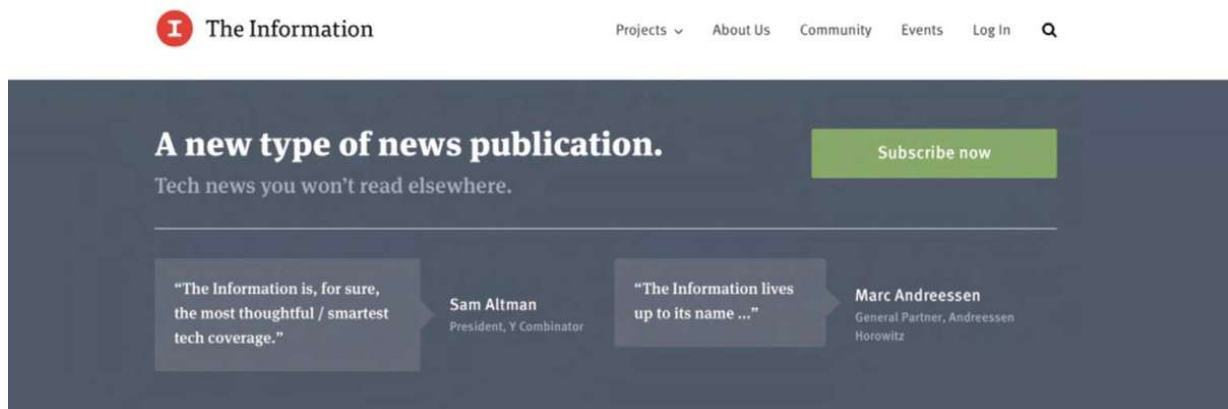 I The Information
Projects
About Us
Community
Events
Log In
A new type of news publication.
Subscribe now
Tech news you won't read elsewhere.
“The Information is, for sure,
the most thoughtful / smartest
tech coverage.”
Sam Altman
President, Y Combinator
“The Information lives
up to its name ...”
Marc Andreessen
General Partner, Andreessen
Horowitz